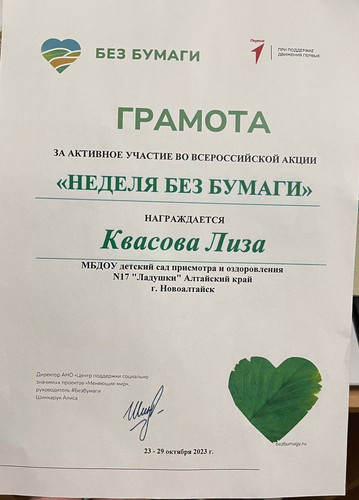 БЕЗ БУМАГИ
Первые
ПРИ ПОДДЕРЖКЕ
ДВИЖЕНИЯ ПЕРВЫХ
ГРАМОТА
ЗА АКТИВНОЕ УЧАСТИЕ ВО ВСЕРОССИЙСКОЙ АКЦИИ
«НЕДЕЛЯ БЕЗ БУМАГИ»
НАГРАЖДАЕТСЯ
Квасова Лиза
МБДОУ детский сад присмотра и оздоровления
N17 "Ладушки" Алтайский край
г. Новоалтайск
Директор АНО «Центр поддержки социально
значимых проектов «Меняющие мир»,
руководитель #БезБумаги
Шинкарук Алиса
bezbumagy.ru
23 - 29 октября 2023 г.